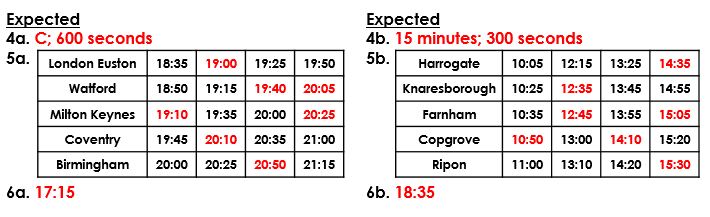 Expected
4a. C; 600 seconds
5a.
London Euston 18:35 19:00 19:25 19:50
Watford 18:50 19:15 19:40 20:05
Milton Keynes 19:10 19:35 20:00 20:25
Coventry 19:45 20:10 20:35 21:00
Birmingham 20:00 20:25 20:50 21:15
6a. 17:15
Expected
4b. 15 minutes; 300 seconds
5b.
Harrogate 10:05 12:15 13:25 14:35
Knaresborough 10:25 12:35 13:45 14:55
Farnham 10:35 12:45 13:55 15:05
Copgrove 10:50 13:00 14:10 15:20
Ripon 11:00 13:10 14:20 15:30
6b. 18:35